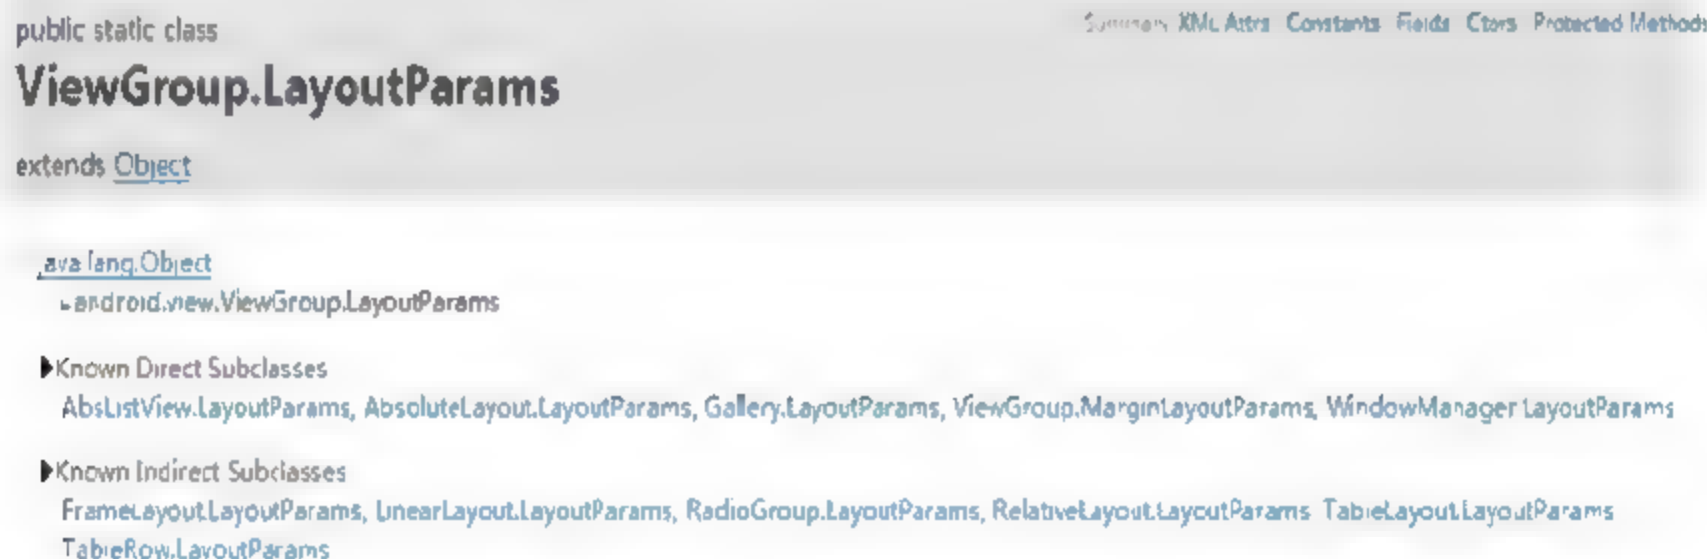 public static class
Summary XML Attrs Constants Fields Ctors Protected Methods
ViewGroup.LayoutParams
extends Object
java.lang.Object
android.view.ViewGroup.LayoutParams
Known Direct Subclasses
AbsListView.LayoutParams, AbsoluteLayout.LayoutParams, Gallery.LayoutParams, ViewGroup.MarginLayoutParams, WindowManager.LayoutParams
Known Indirect Subclasses
FrameLayout.LayoutParams, LinearLayout.LayoutParams, RadioGroup.LayoutParams, RelativeLayout.LayoutParams TableLayout.LayoutParams
TableRow.LayoutParams